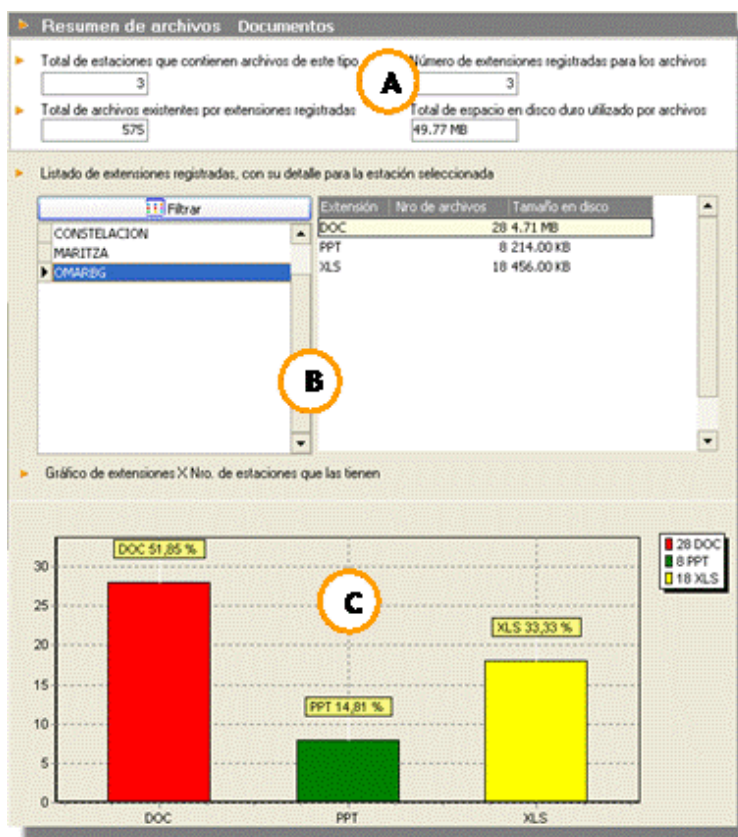 Resumen de archivos Documentos
Total de estaciones que contienen archivos de este tipo
Número de extensiones registradas para los archivos
3
3
A
Total de archivos existentes por extensiones registradas
Total de espacio en disco duro utilizado por archivos
575
49.77 MB
Listado de extensiones registradas, con su detalle para la estación seleccionada
Filtrar
CONSTELACION
MARITZA
OMARBG
Extensión Nro de archivos Tamaño en disco
DOC 28 4.71 MB
PPT 8 214.00 KB
XLS 18 456.00 KB
B
Gráfico de extensiones X Nro. de estaciones que las tienen
DOC 51,85 %
PPT 14,81 %
XLS 33,33 %
C
30
25
20
15
10
5
0
DOC PPT XLS
28 DOC
8 PPT
18 XLS